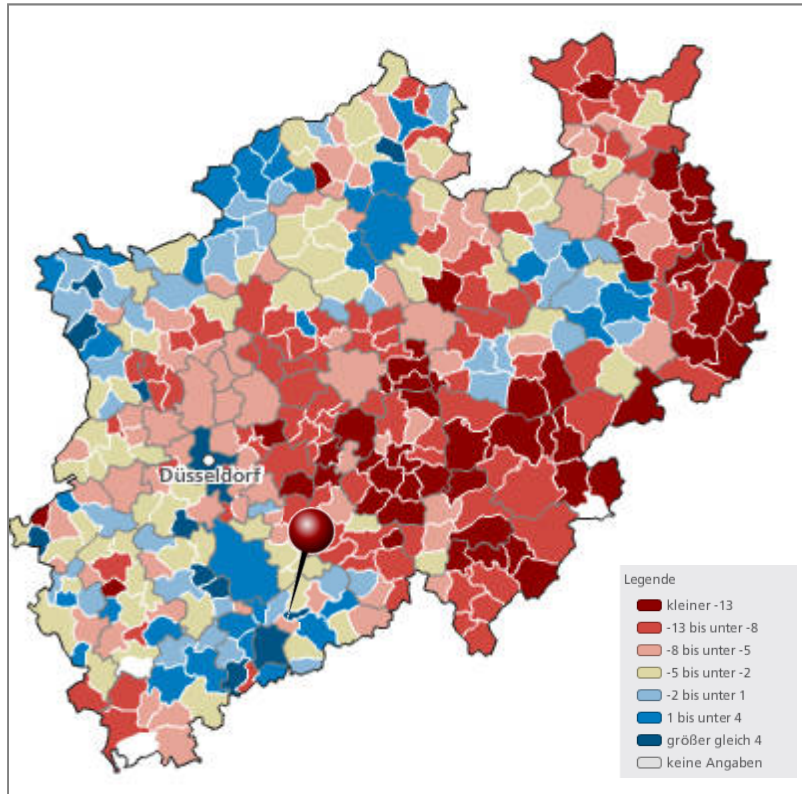 Düsseldorf
Legende
kleiner -13
-13 bis unter -8
-8 bis unter -5
-5 bis unter -2
-2 bis unter 1
1 bis unter 4
größer gleich 4
keine Angaben